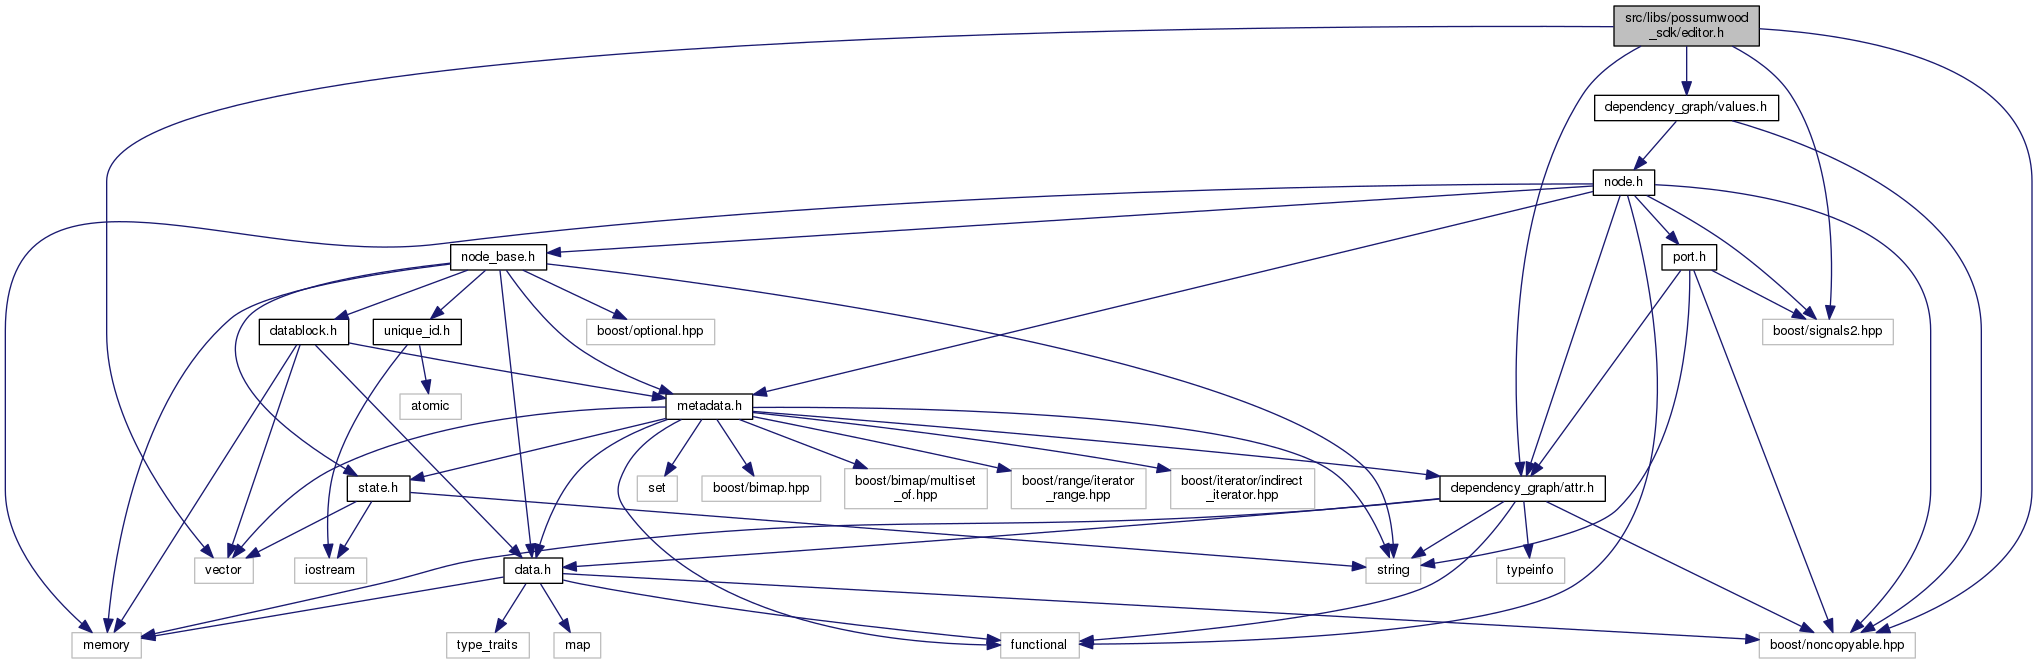 src/libs/possumwood
_sdk/editor.h
dependency_graph/values.h
node.h
node_base.h
port.h
datablock.h
unique_id.h
boost/optional.hpp
boost/signals2.hpp
atomic
metadata.h
state.h
set
boost/bimap.hpp
boost/bimap/multiset
_of.hpp
boost/range/iterator
_range.hpp
boost/iterator/indirect
_iterator.hpp
dependency_graph/attr.h
vector
iostream
data.h
string
typeinfo
memory
type_traits
map
functional
boost/noncopyable.hpp